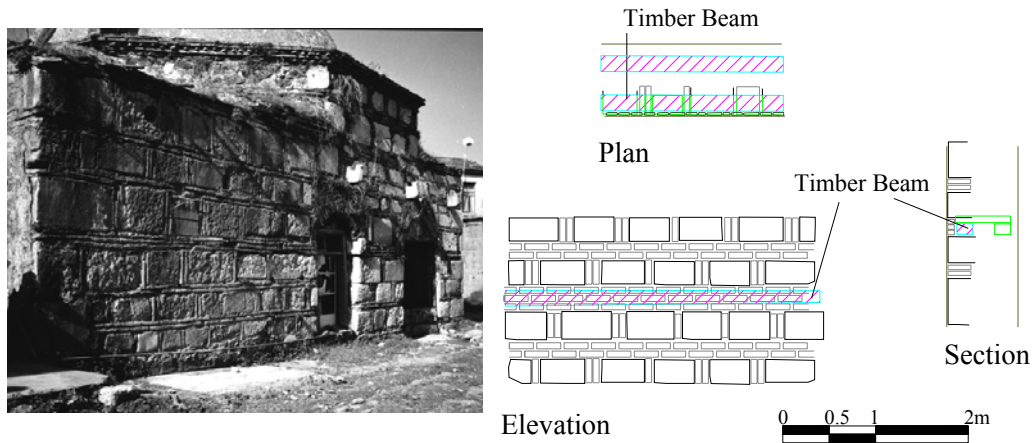 Timber Beam
Plan
Timber Beam
Section
Elevation
0 0.5 1 2m